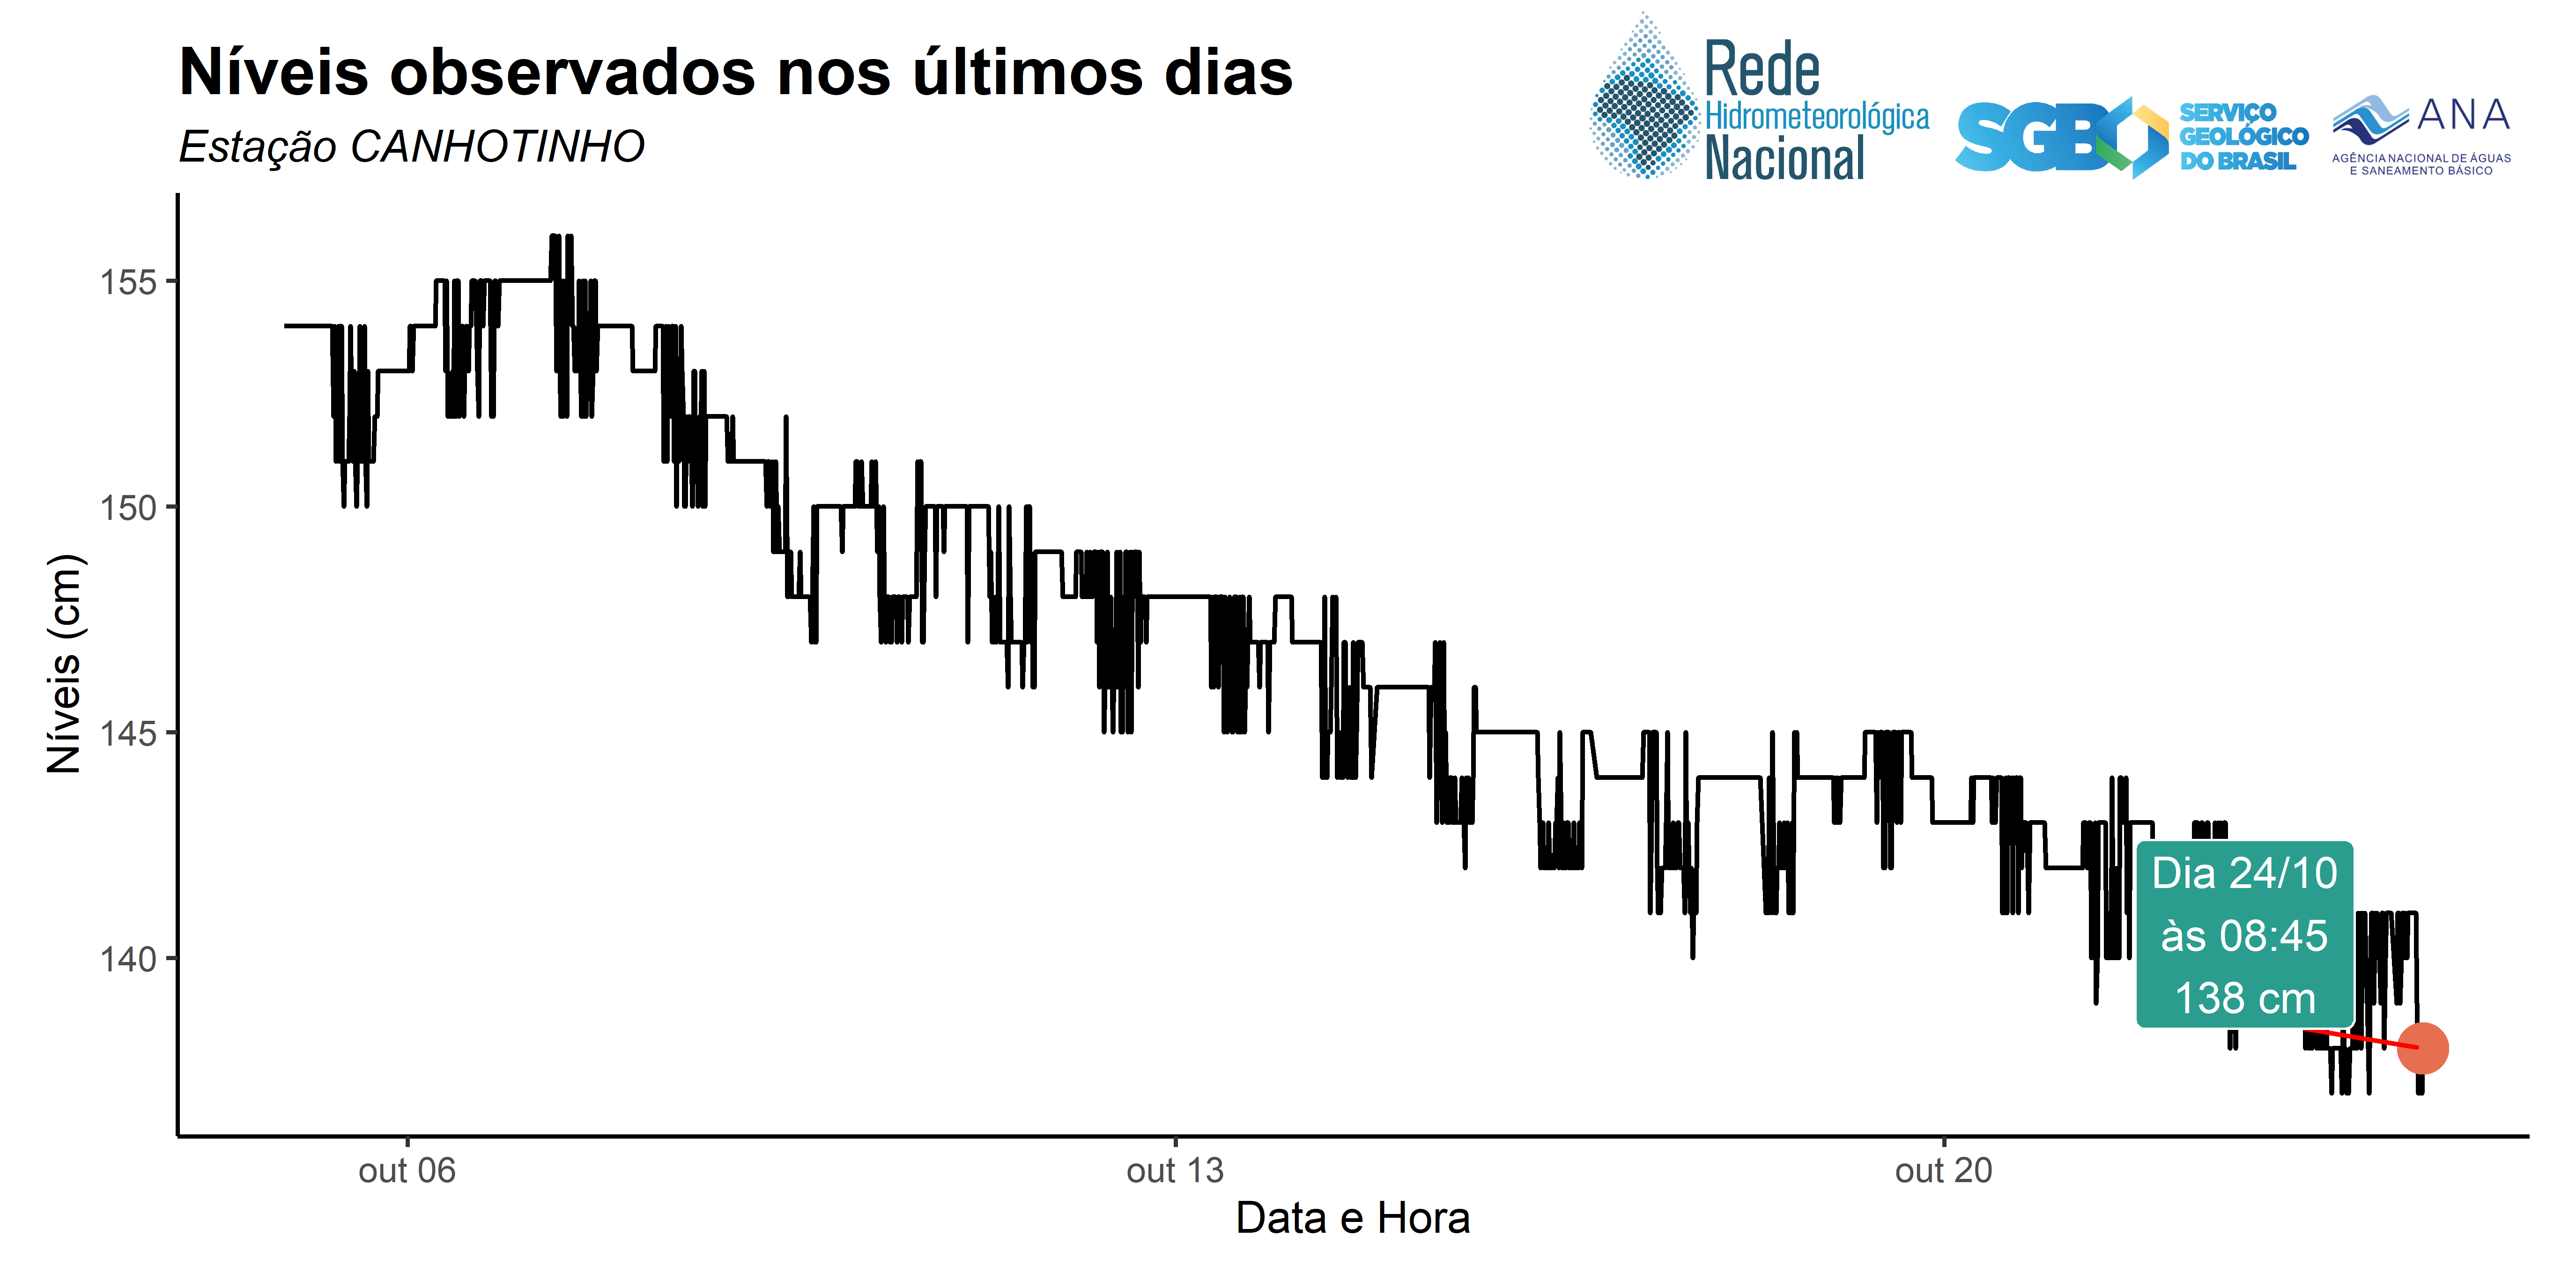 Níveis observados nos últimos dias
Estação CANHOTINHO
Rede
Hidrometeorológica
Nacional
SGB
SERVIÇO
GEOLÓGICO
DO BRASIL
ANA
AGÊNCIA NACIONAL DE ÁGUAS
E SANEAMENTO BÁSICO
Níveis (cm)
155
150
145
140
Dia 24/10
às 08:45
138 cm
out 06
out 13
out 20
Data e Hora